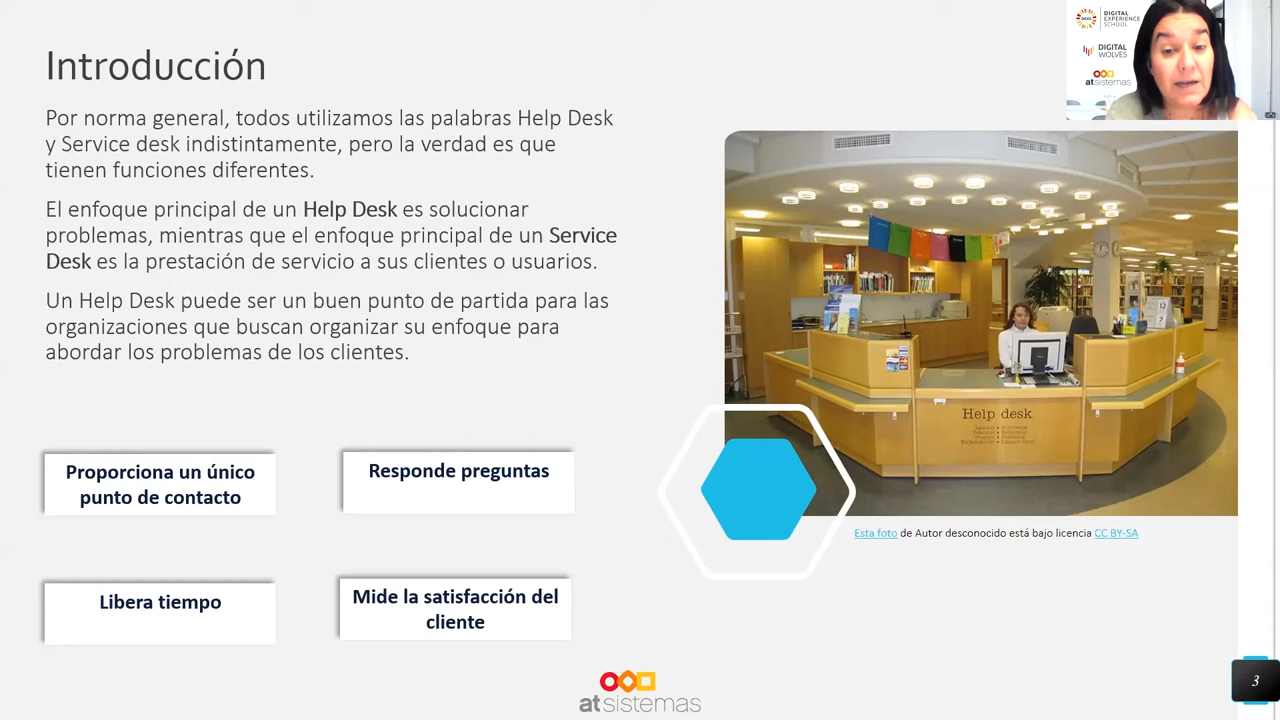 Introducción
Por norma general, todos utilizamos las palabras Help Desk
y Service desk indistintamente, pero la verdad es que
tienen funciones diferentes.
El enfoque principal de un Help Desk es solucionar
problemas, mientras que el enfoque principal de un Service
Desk es la prestación de servicio a sus clientes o usuarios.
Un Help Desk puede ser un buen punto de partida para las
organizaciones que buscan organizar su enfoque para
abordar los problemas de los clientes.
Proporciona un único
punto de contacto
Responde preguntas
Libera tiempo
Mide la satisfacción del
cliente
DIGITAL
EXPERIENCE
SCHOOL
DIGITAL
WOLVES
atsistemas
Help desk
Esta foto de Autor desconocido está bajo licencia CC BY-SA
atsistemas
3